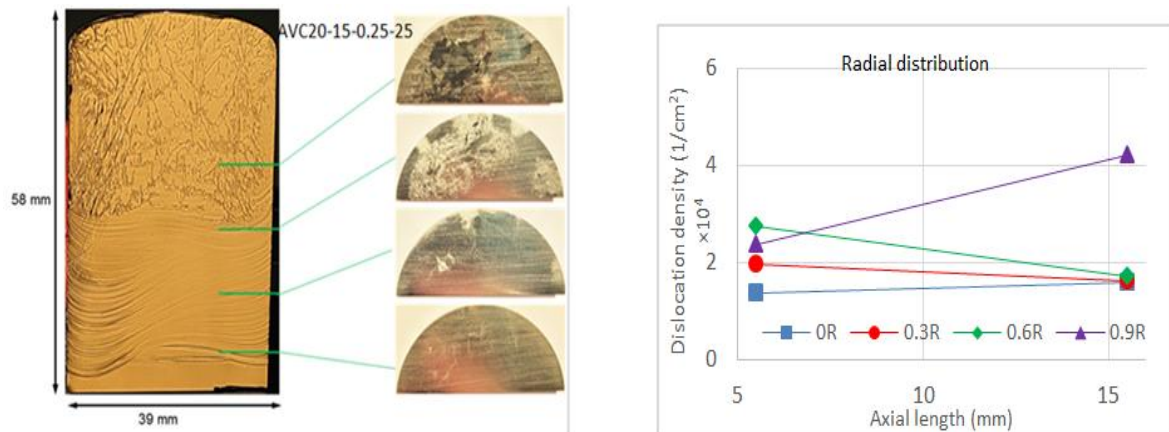 AVC20-15-0.25-25
58 mm
39 mm
Radial distribution
Dislocation density (1/cm²)
×10⁴
6
4
2
0
0R
0.3R
0.6R
0.9R
5
10
15
Axial length (mm)